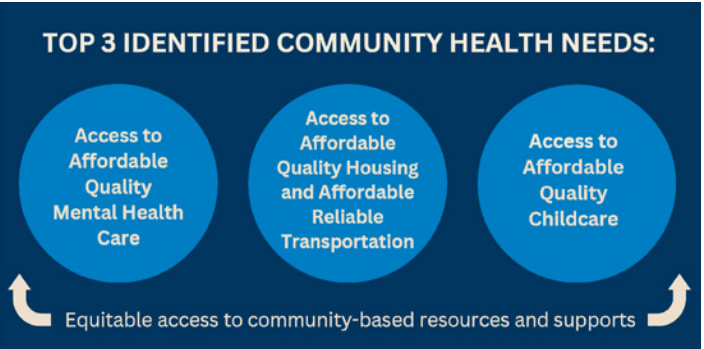 TOP 3 IDENTIFIED COMMUNITY HEALTH NEEDS:
Access to
Affordable
Quality
Mental Health
Care
Access to
Affordable
Quality Housing
and Affordable
Reliable
Transportation
Access to
Affordable
Quality
Childcare
Equitable access to community-based resources and supports